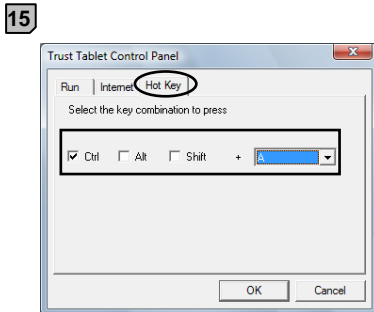 15
Trust Tablet Control Panel
Run Internet Hot Key
Select the key combination to press
Ctrl Alt Shift + A
OK Cancel